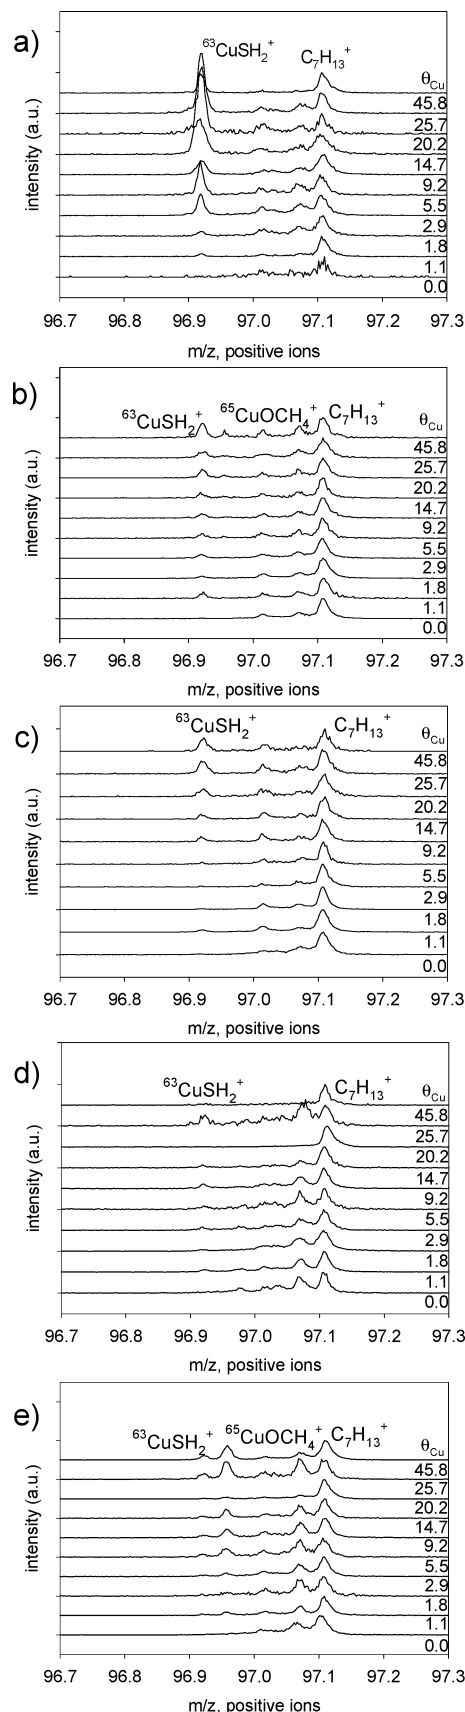 a)
⁶³CuSH₂⁺
C₇H₁₃⁺
θCu
45.8
25.7
20.2
14.7
9.2
5.5
2.9
1.8
1.1
0.0
intensity (a.u.)
96.7 96.8 96.9 97.0 97.1 97.2 97.3
m/z, positive ions
b)
⁶³CuSH₂⁺
⁶⁵CuOCH₄⁺
C₇H₁₃⁺
θCu
45.8
25.7
20.2
14.7
9.2
5.5
2.9
1.8
1.1
0.0
intensity (a.u.)
96.7 96.8 96.9 97.0 97.1 97.2 97.3
m/z, positive ions
c)
⁶³CuSH₂⁺
C₇H₁₃⁺
θCu
45.8
25.7
20.2
14.7
9.2
5.5
2.9
1.8
1.1
0.0
intensity (a.u.)
96.7 96.8 96.9 97.0 97.1 97.2 97.3
m/z, positive ions
d)
⁶³CuSH₂⁺
C₇H₁₃⁺
θCu
45.8
25.7
20.2
14.7
9.2
5.5
2.9
1.8
1.1
0.0
intensity (a.u.)
96.7 96.8 96.9 97.0 97.1 97.2 97.3
m/z, positive ions
e)
⁶³CuSH₂⁺
⁶⁵CuOCH₄⁺
C₇H₁₃⁺
θCu
45.8
25.7
20.2
14.7
9.2
5.5
2.9
1.8
1.1
0.0
intensity (a.u.)
96.7 96.8 96.9 97.0 97.1 97.2 97.3
m/z, positive ions